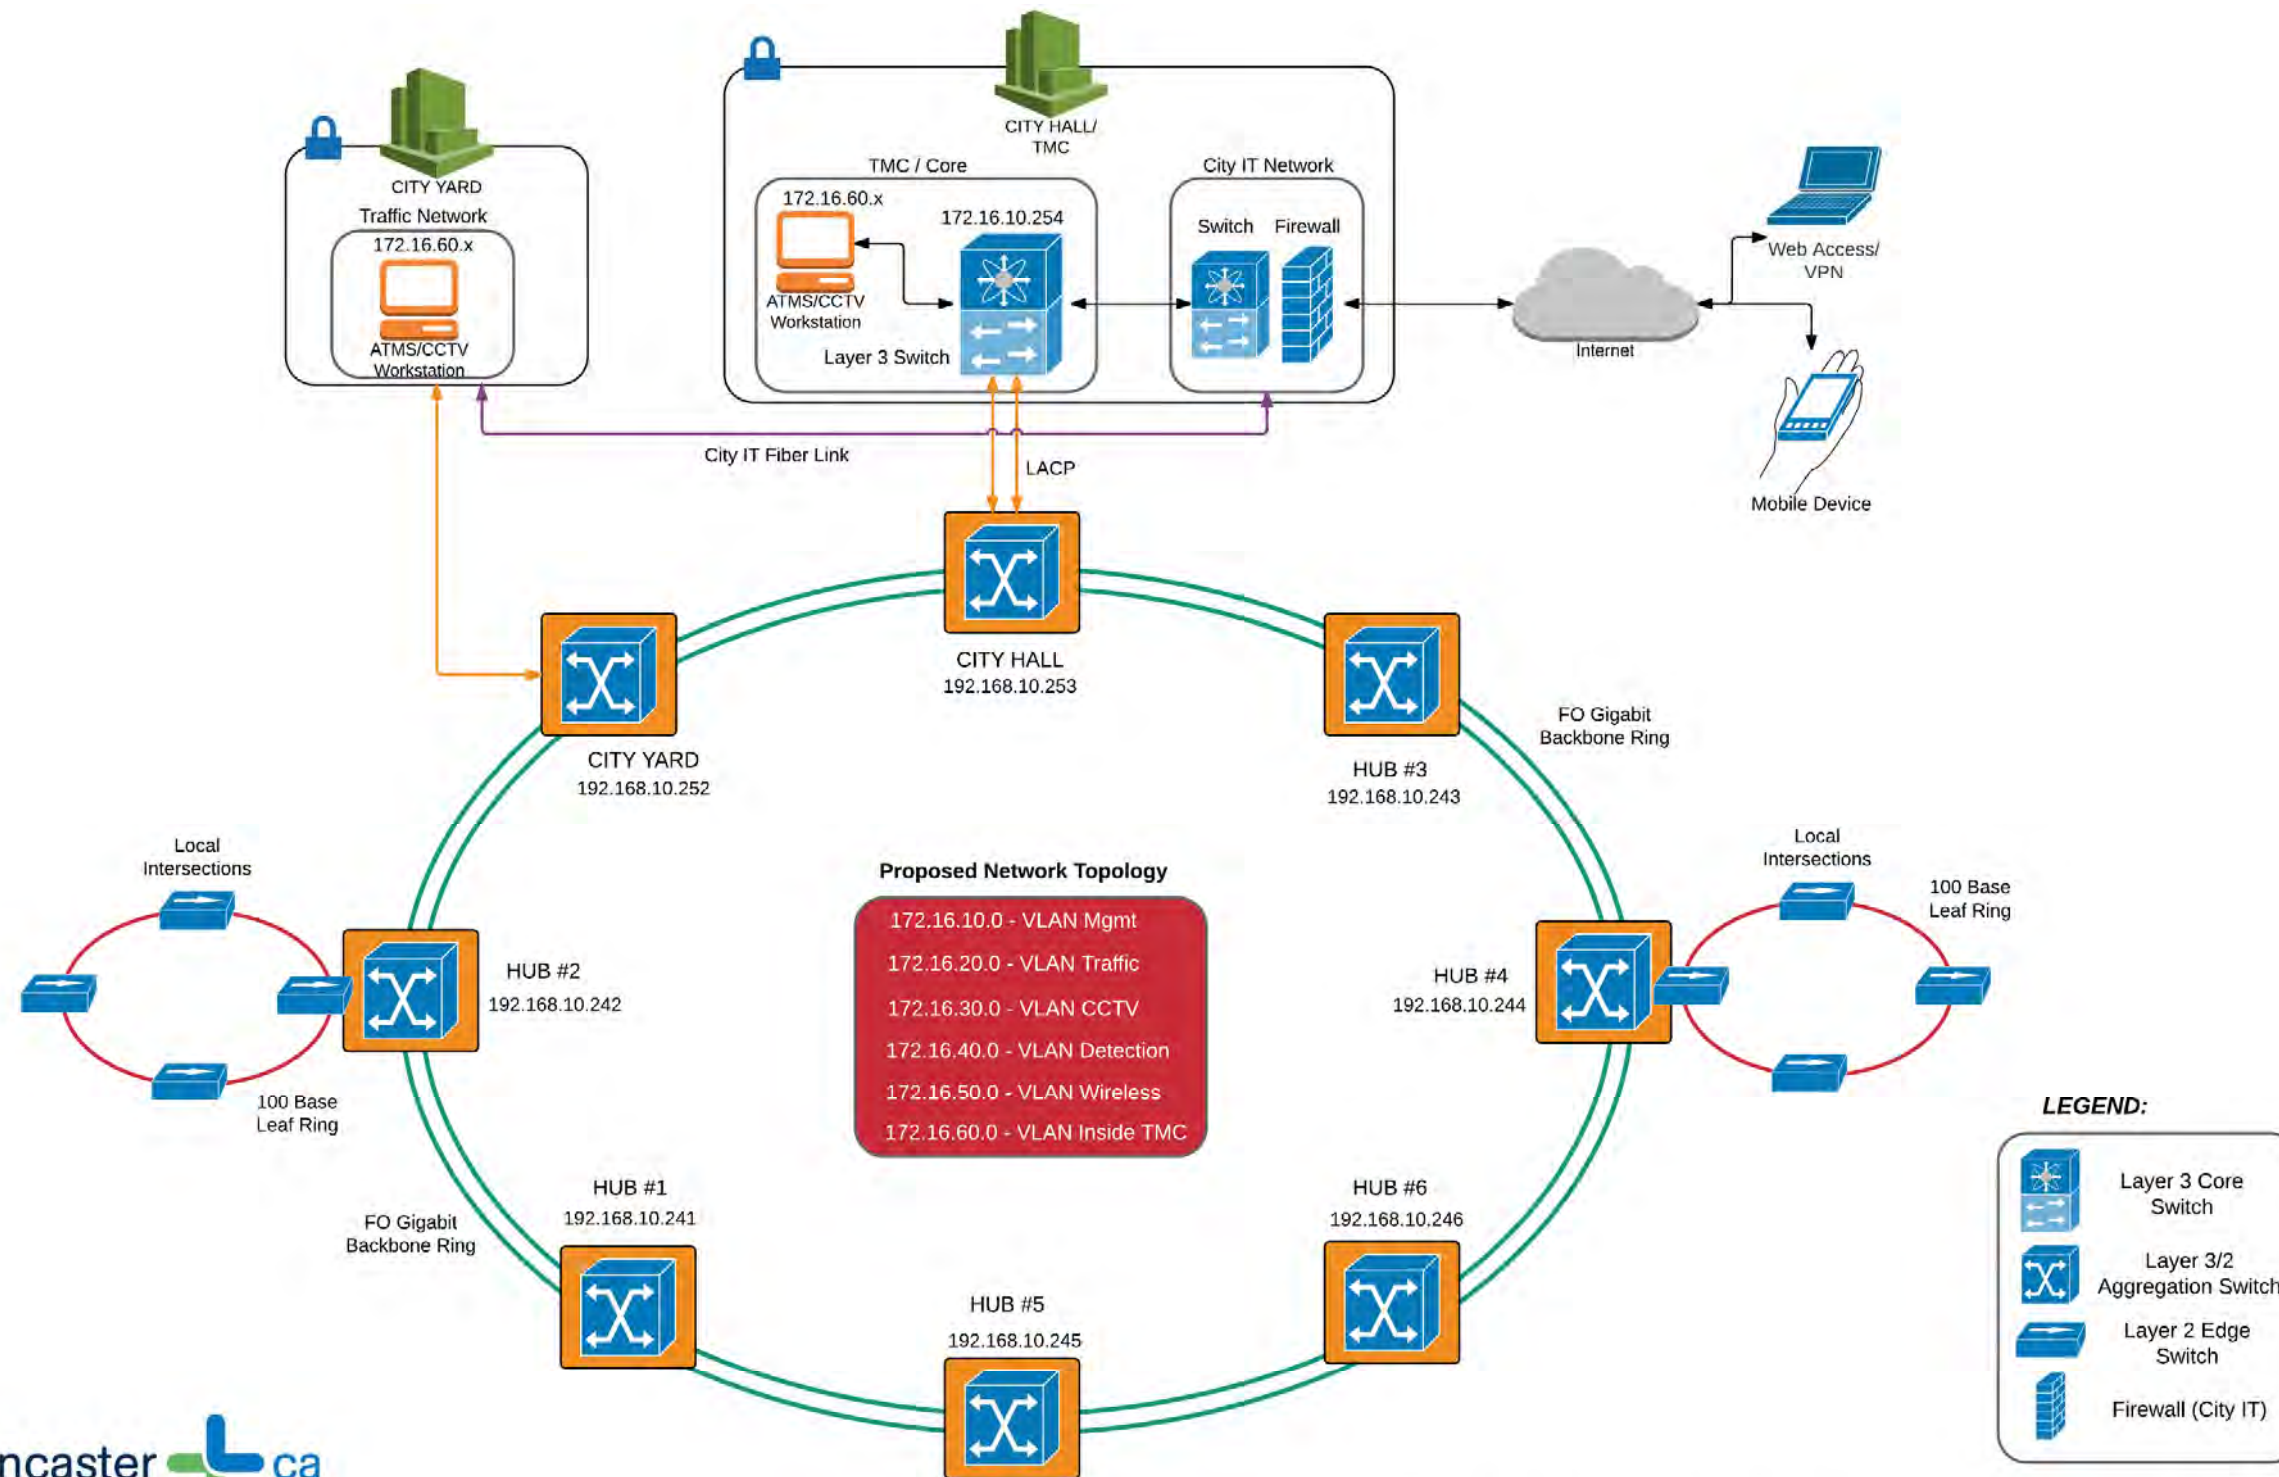 CITY HALL/
TMC
CITY YARD
Traffic Network
172.16.60.x
ATMS/CCTV
Workstation
TMC / Core
172.16.60.x
ATMS/CCTV
Workstation
172.16.10.254
Layer 3 Switch
City IT Network
Switch
Firewall
Internet
Web Access/
VPN
Mobile Device
City IT Fiber Link
LACP
CITY HALL
192.168.10.253
CITY YARD
192.168.10.252
HUB #3
192.168.10.243
FO Gigabit
Backbone Ring
Local
Intersections
100 Base
Leaf Ring
HUB #2
192.168.10.242
Proposed Network Topology
172.16.10.0 - VLAN Mgmt
172.16.20.0 - VLAN Traffic
172.16.30.0 - VLAN CCTV
172.16.40.0 - VLAN Detection
172.16.50.0 - VLAN Wireless
172.16.60.0 - VLAN Inside TMC
HUB #4
192.168.10.244
Local
Intersections
100 Base
Leaf Ring
HUB #1
192.168.10.241
FO Gigabit
Backbone Ring
HUB #5
192.168.10.245
HUB #6
192.168.10.246
LEGEND:
Layer 3 Core
Switch
Layer 3/2
Aggregation Switch
Layer 2 Edge
Switch
Firewall (City IT)
ncaster ca